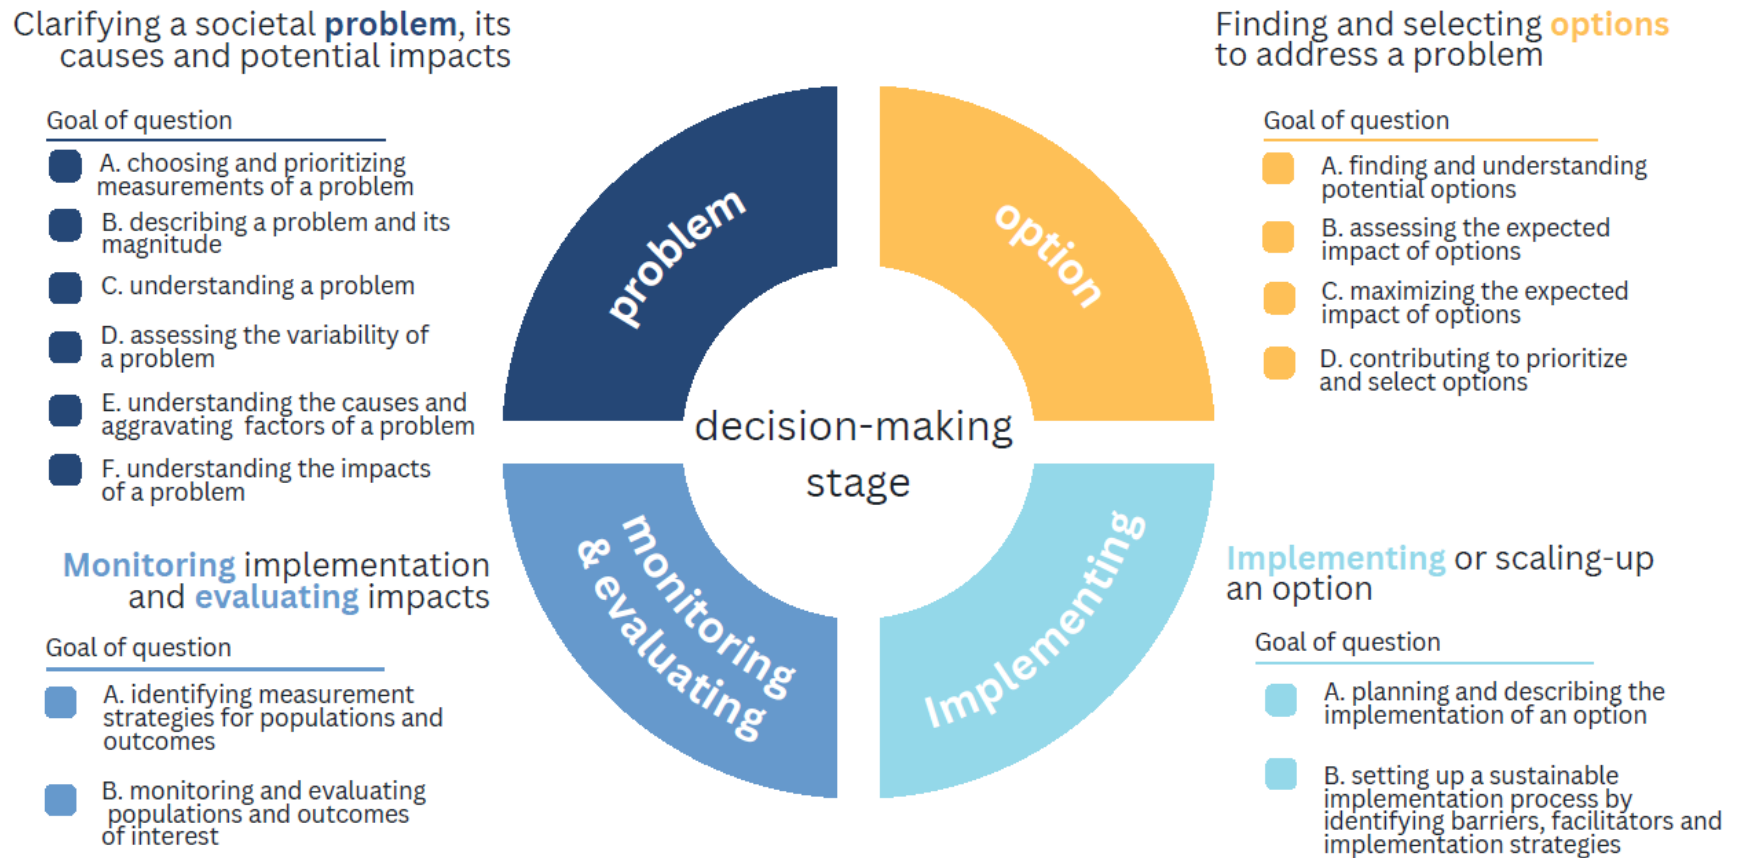 Clarifying a societal problem, its
causes and potential impacts
Goal of question
A. choosing and prioritizing
measurements of a problem
B. describing a problem and its
magnitude
C. understanding a problem
D. assessing the variability of
a problem
E. understanding the causes and
aggravating factors of a problem
F. understanding the impacts
of a problem
Finding and selecting options
to address a problem
Goal of question
A. finding and understanding
potential options
B. assessing the expected
impact of options
C. maximizing the expected
impact of options
D. contributing to prioritize
and select options
problem
option
decision-making
stage
monitoring
& evaluating
Implementing
Monitoring implementation
and evaluating impacts
Goal of question
A. identifying measurement
strategies for populations and
outcomes
B. monitoring and evaluating
populations and outcomes
of interest
Implementing or scaling-up
an option
Goal of question
A. planning and describing the
implementation of an option
B. setting up a sustainable
implementation process by
identifying barriers, facilitators and
implementation strategies